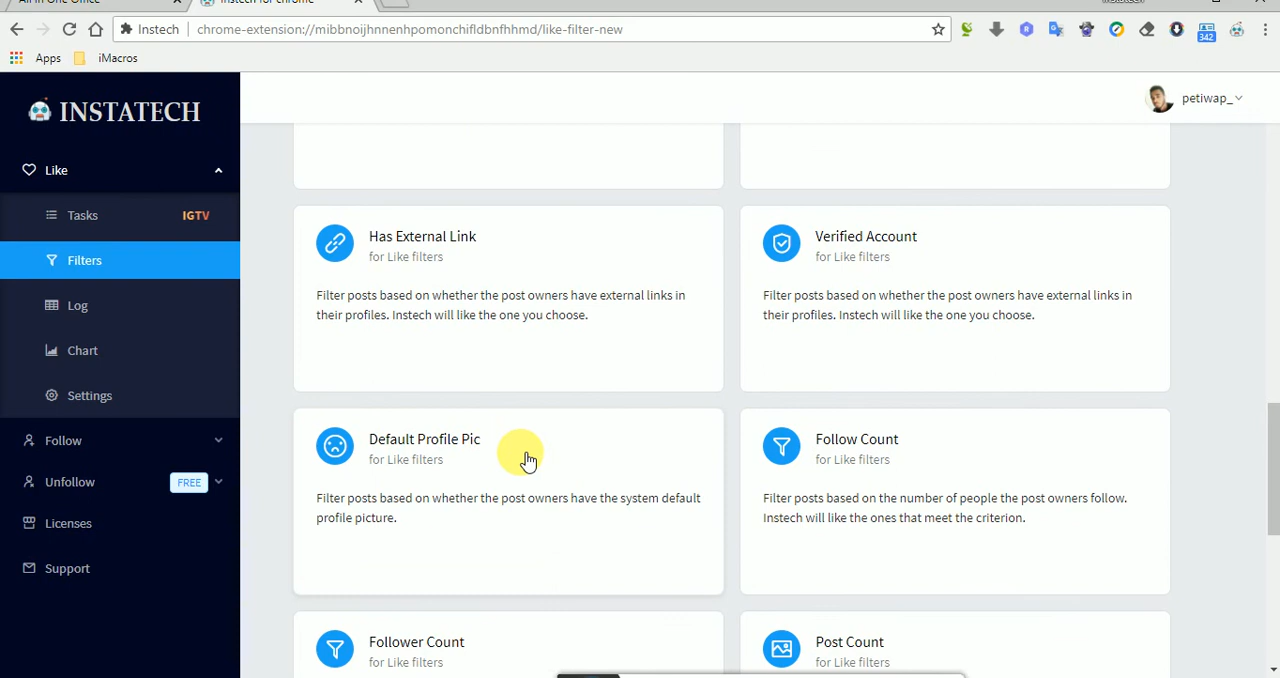 All In One Office
Instech for chrome
Instatech
Instech
chrome-extension://mibbnoijhnnenhpomonchifldbnfhhmd/like-filter-new
342
Apps
iMacros
INSTATECH
petiwap_
Like
Tasks
IGTV
Filters
Log
Chart
Settings
Follow
Unfollow
FREE
Licenses
Support
Has External Link
for Like filters
Filter posts based on whether the post owners have external links in
their profiles. Instech will like the one you choose.
Verified Account
for Like filters
Filter posts based on whether the post owners have external links in
their profiles. Instech will like the one you choose.
Default Profile Pic
for Like filters
Filter posts based on whether the post owners have the system default
profile picture.
Follow Count
for Like filters
Filter posts based on the number of people the post owners follow.
Instech will like the ones that meet the criterion.
Follower Count
for Like filters
Post Count
for Like filters